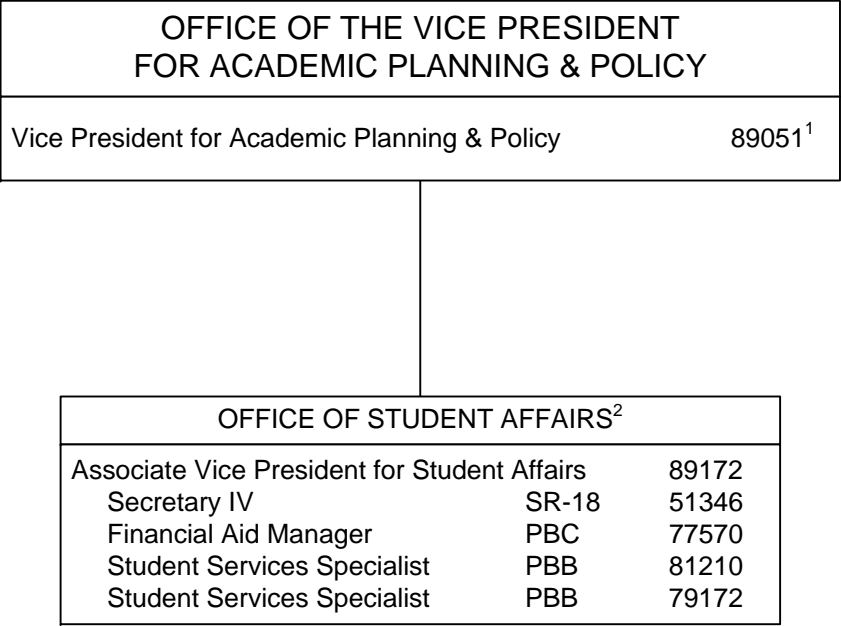 OFFICE OF THE VICE PRESIDENT
FOR ACADEMIC PLANNING & POLICY
Vice President for Academic Planning & Policy 89051¹
OFFICE OF STUDENT AFFAIRS²
Associate Vice President for Student Affairs 89172
Secretary IV SR-18 51346
Financial Aid Manager PBC 77570
Student Services Specialist PBB 81210
Student Services Specialist PBB 79172